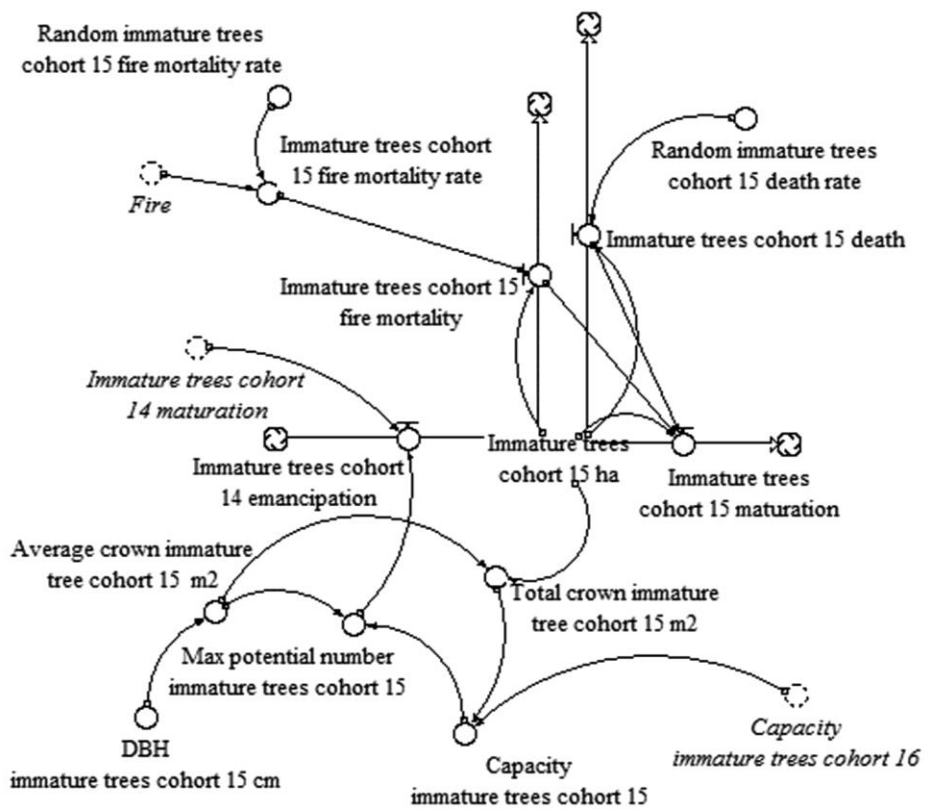 Random immature trees
cohort 15 fire mortality rate
Immature trees cohort
15 fire mortality rate
Random immature trees
cohort 15 death rate
Fire
Immature trees cohort 15 death
Immature trees cohort 15
fire mortality
Immature trees cohort
14 maturation
Immature trees
cohort 15 ha
Immature trees cohort
14 emancipation
Immature trees
cohort 15 maturation
Average crown immature
tree cohort 15 m2
Total crown immature
tree cohort 15 m2
Max potential number
immature trees cohort 15
DBH
immature trees cohort 15 cm
Capacity
immature trees cohort 16
Capacity
immature trees cohort 15